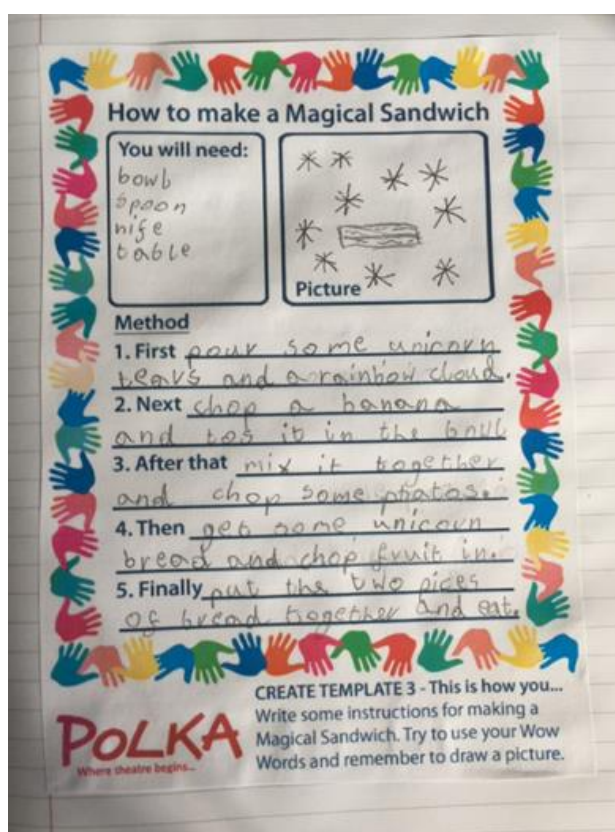 How to make a Magical Sandwich
You will need:
bowl
spoon
nife
table
Picture
Method
1. First pour some unicorn
tears and a rainbow cloud.
2. Next chop a banana
and tos it in the
3. After that mix it together
and chop some
4. Then get some unicorn
bread and chop fruit in.
5. Finally put the two pices
of bread together and eat.
CREATE TEMPLATE 3 - This is how you...
Write some instructions for making a
Magical Sandwich. Try to use your Wow
Words and remember to draw a picture.
POLKA
Where theatre begins...